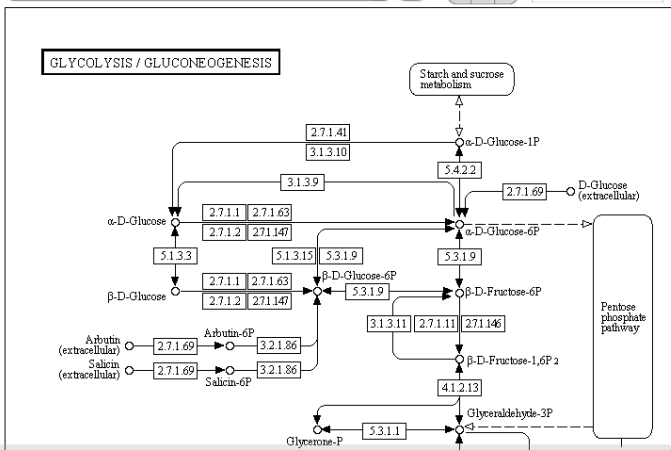 GLYCOLYSIS / GLUCONEOGENESIS
Starch and sucrose
metabolism
2.7.1.41
3.1.3.10
α-D-Glucose-1P
5.4.2.2
3.1.3.9
2.7.1.69
D-Glucose
(extracellular)
α-D-Glucose
2.7.1.1 2.7.1.63
2.7.1.2 2.7.1.147
α-D-Glucose-6P
5.1.3.3
5.1.3.15 5.3.1.9
5.3.1.9
β-D-Glucose
2.7.1.1 2.7.1.63
2.7.1.2 2.7.1.147
β-D-Glucose-6P
5.3.1.9
β-D-Fructose-6P
Pentose
phosphate
pathway
3.1.3.11 2.7.1.11 2.7.1.146
Arbutin
(extracellular)
2.7.1.69
Arbutin-6P
3.2.1.86
Salicin
(extracellular)
2.7.1.69
Salicin-6P
3.2.1.86
β-D-Fructose-1,6P2
4.1.2.13
Glyceraldehyde-3P
Glycerone-P
5.3.1.1